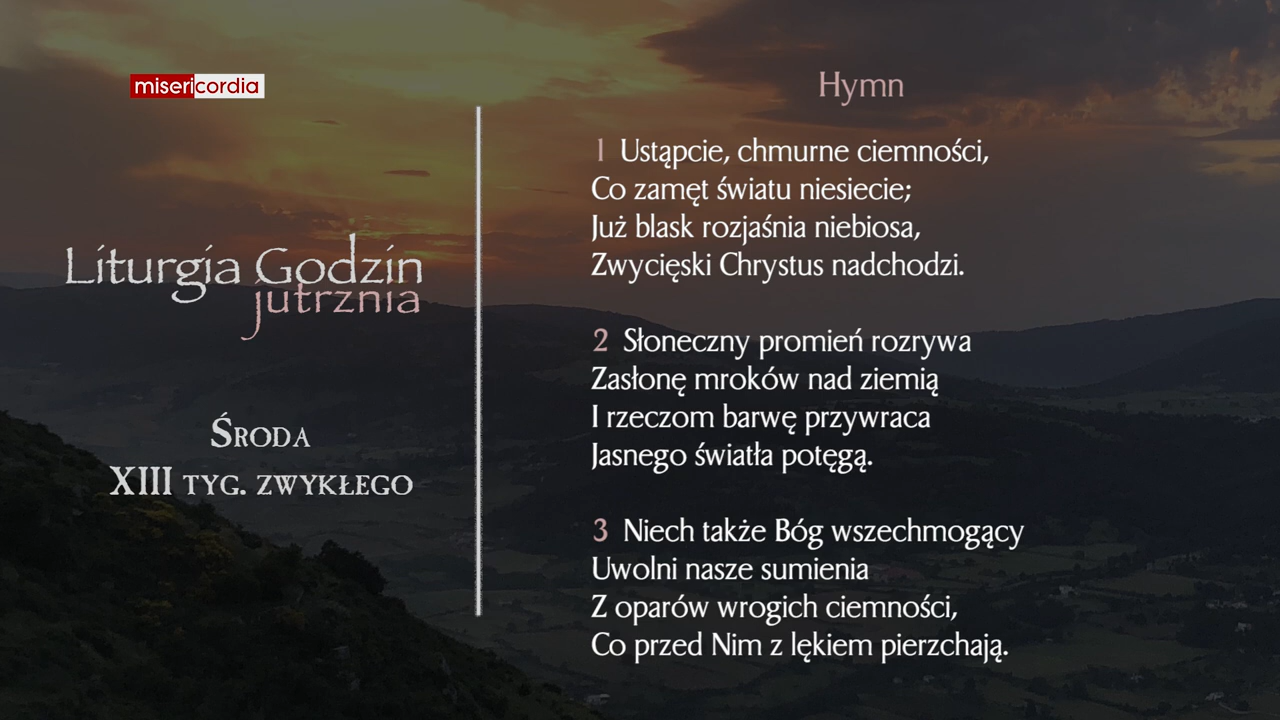 misericordia
Liturgia Godzin
jutrznia
Środa
XIII tyg. zwykłego
Hymn
1 Ustąpcie, chmurne ciemności,
Co zamęt światu niesiecie;
Już blask rozjaśnia niebiosa,
Zwycięski Chrystus nadchodzi.
2 Słoneczny promień rozrywa
Zasłonę mroków nad ziemią
I rzeczom barwę przywraca
Jasnego światła potęgą.
3 Niech także Bóg wszechmogący
Uwolni nasze sumienia
Z oparów wrogich ciemności,
Co przed Nim z lękiem pierzchają.